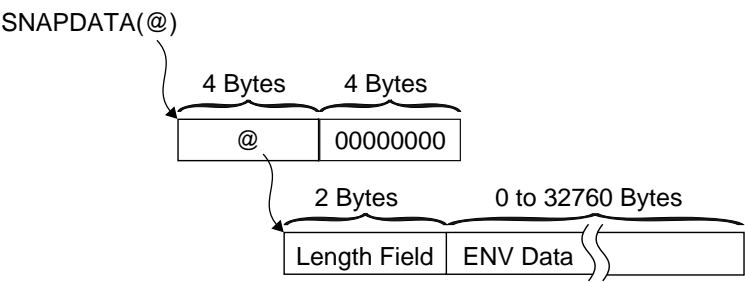 SNAPDATA(@)
4 Bytes 4 Bytes
@ 00000000
2 Bytes 0 to 32760 Bytes
Length Field ENV Data